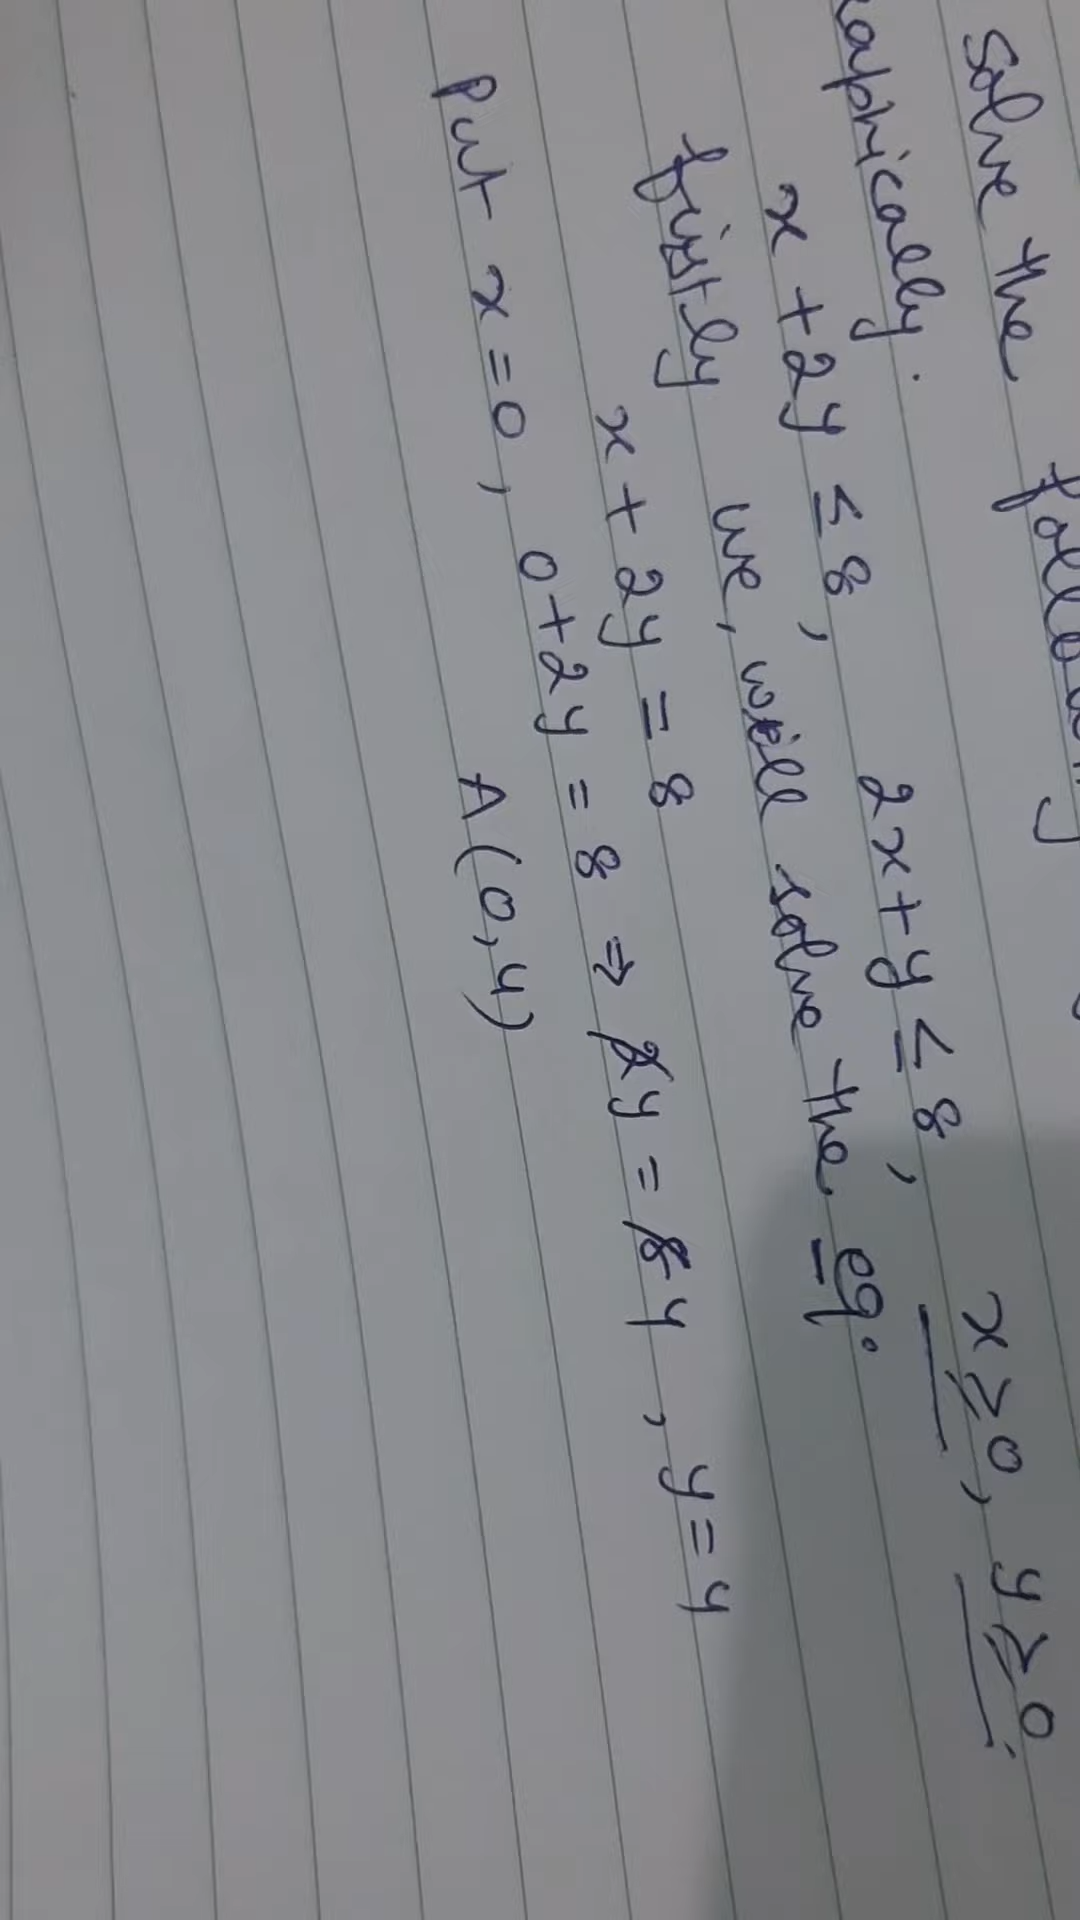 Solve the following
raphically.
x + 2y ≤ 8, 2x + y ≤ 8, x ≥ 0, y ≥ 0.
firstly we, will solve the eq.
x + 2y = 8
Put x = 0, 0 + 2y = 8 ⇒ 2y = 8 4, y = 4
A(0,4)